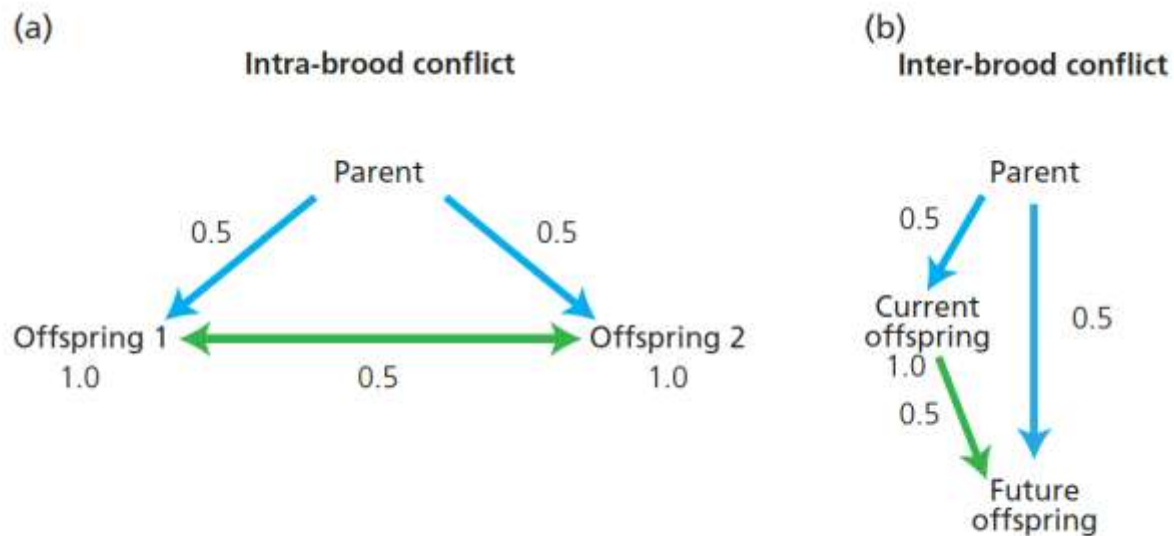 (a)
Intra-brood conflict
Parent
0.5
0.5
Offspring 1
Offspring 2
1.0
0.5
1.0
(b)
Inter-brood conflict
Parent
0.5
Current
offspring
1.0
0.5
0.5
Future
offspring